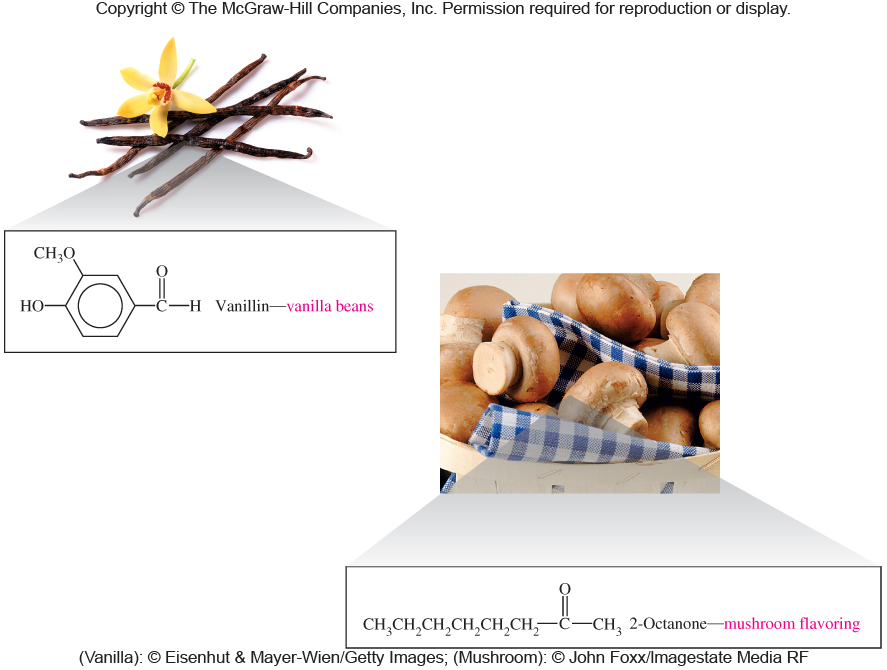 Copyright © The McGraw-Hill Companies, Inc. Permission required for reproduction or display.
CH₃O
O
HO
C
H
Vanillin—vanilla beans
O
CH₃CH₂CH₂CH₂CH₂CH₂—C—CH₃ 2-Octanone—mushroom flavoring
(Vanilla): © Eisenhut & Mayer-Wien/Getty Images; (Mushroom): © John Foxx/Imagestate Media RF